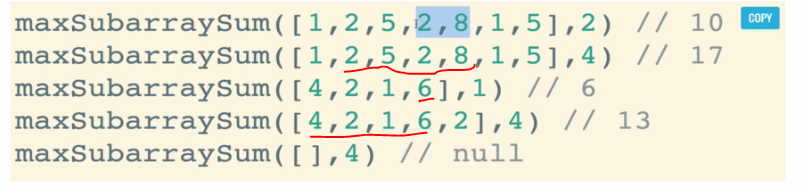 maxSubarraySum([1,2,5,2,8,1,5],2) // 10
COPY
maxSubarraySum([1,2,5,2,8,1,5],4) // 17
maxSubarraySum([4,2,1,6],1) // 6
maxSubarraySum([4,2,1,6,2],4) // 13
maxSubarraySum([],4) // null